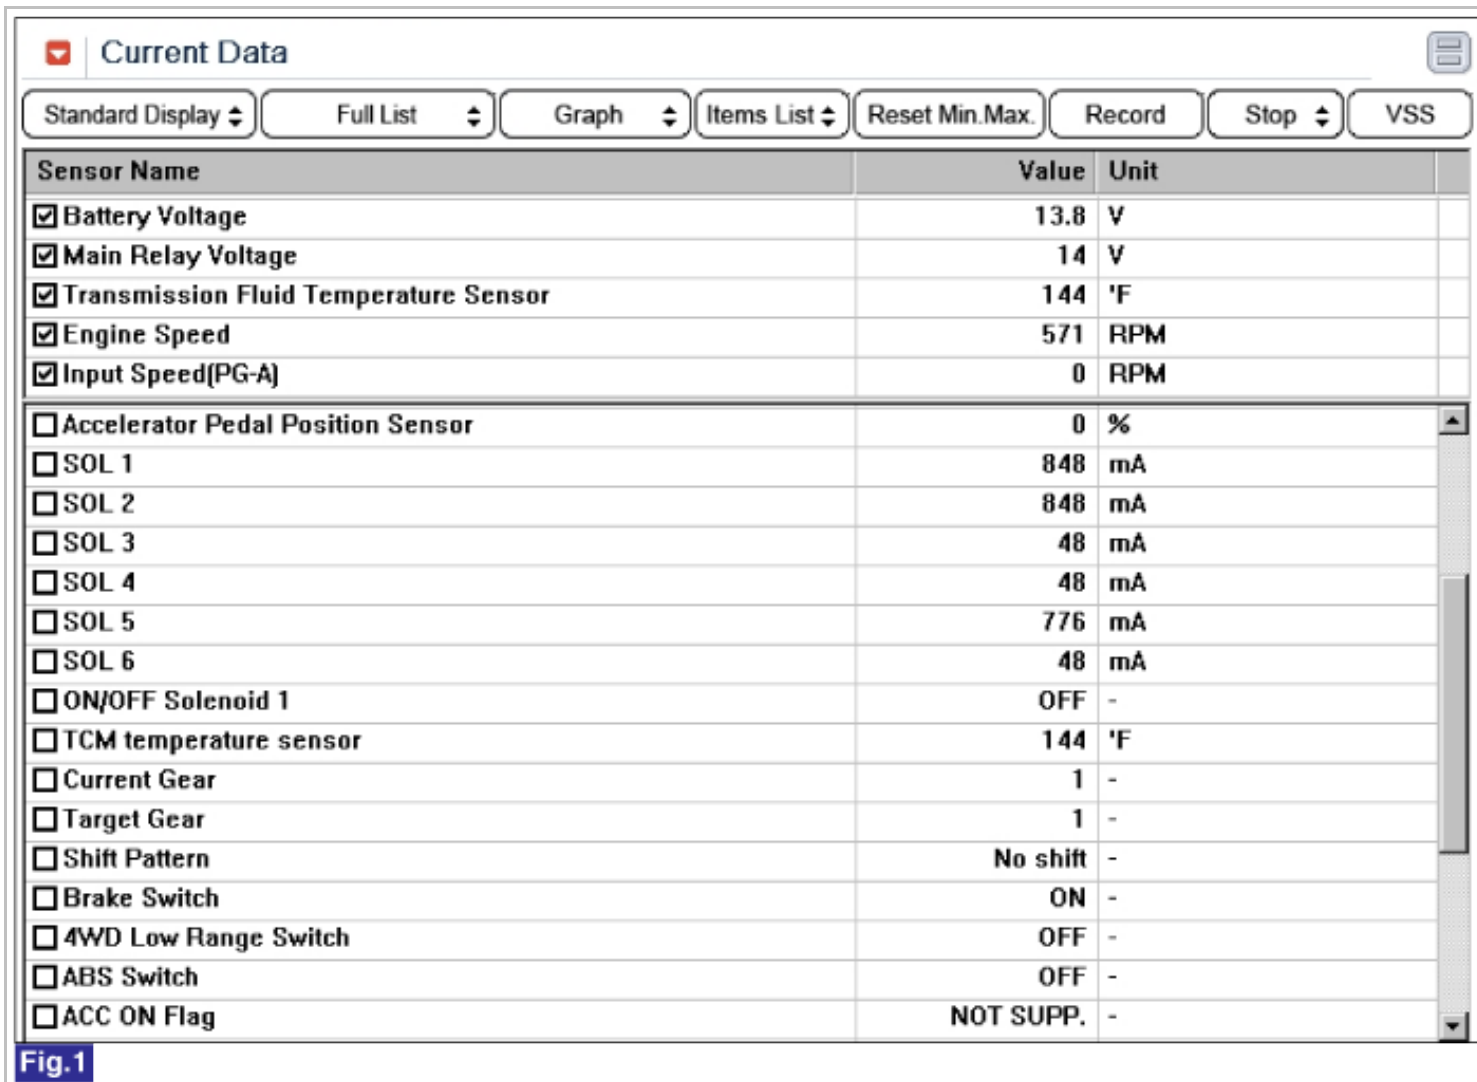 Current Data
Standard Display Full List Graph Items List Reset Min.Max. Record Stop VSS
Sensor Name Value Unit
Battery Voltage 13.8 V
Main Relay Voltage 14 V
Transmission Fluid Temperature Sensor 144 'F
Engine Speed 571 RPM
Input Speed(PG-A) 0 RPM
Accelerator Pedal Position Sensor 0 %
SOL 1 848 mA
SOL 2 848 mA
SOL 3 48 mA
SOL 4 48 mA
SOL 5 776 mA
SOL 6 48 mA
ON/OFF Solenoid 1 OFF -
TCM temperature sensor 144 'F
Current Gear 1 -
Target Gear 1 -
Shift Pattern No shift -
Brake Switch ON -
4WD Low Range Switch OFF -
ABS Switch OFF -
ACC ON Flag NOT SUPP. -
Fig.1